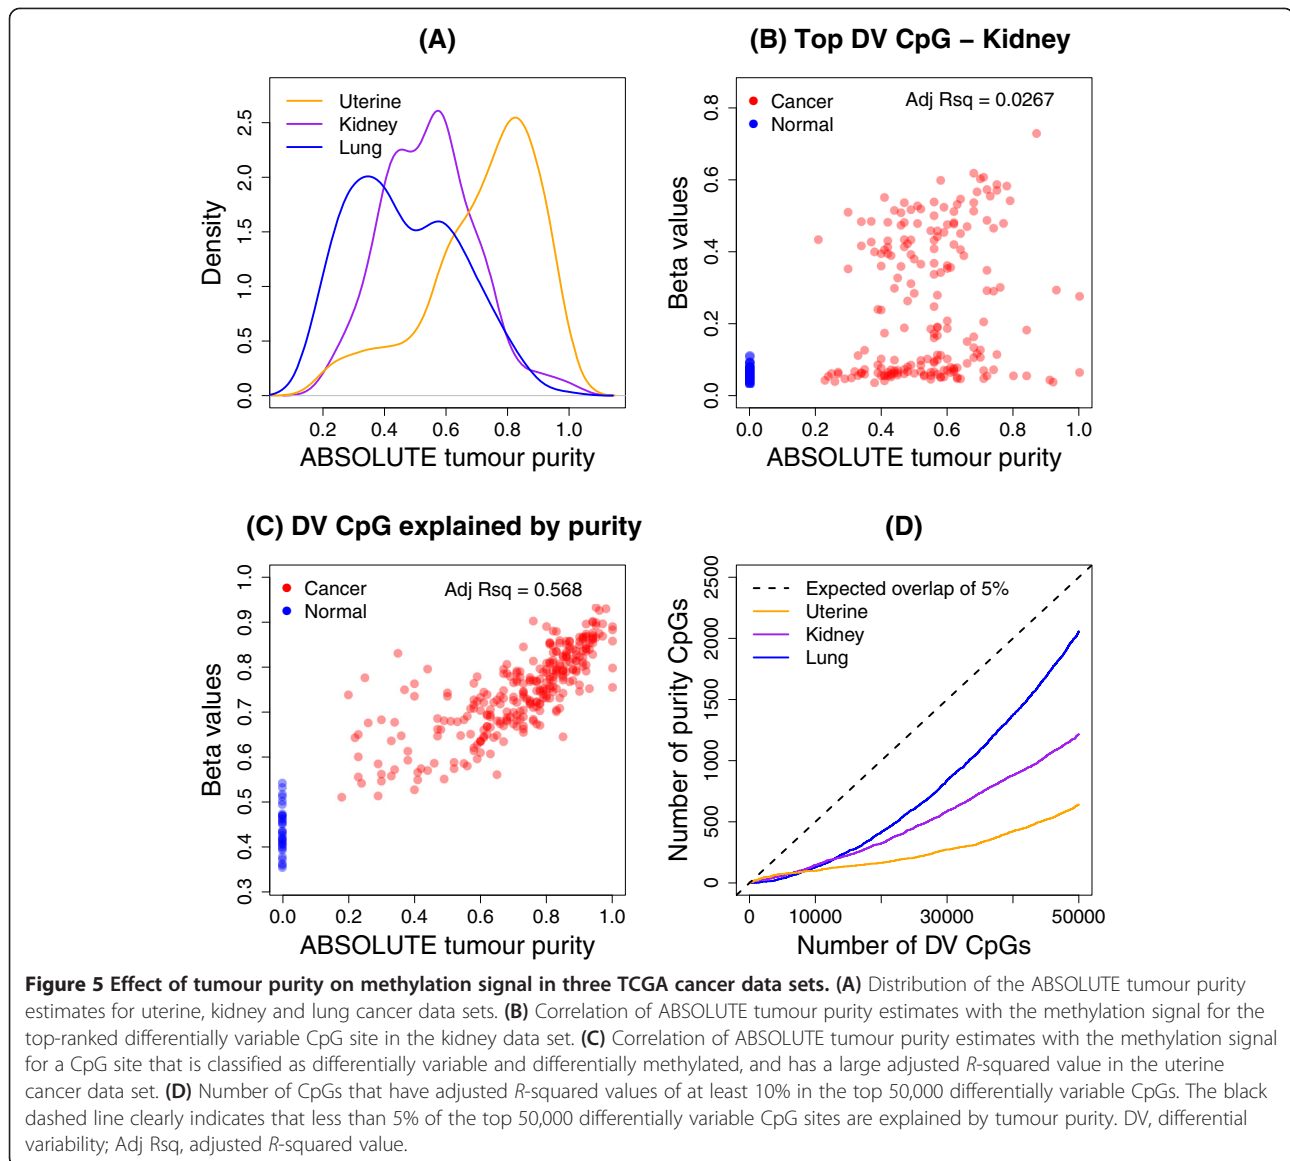 (A)
Uterine
Kidney
Lung
Density
0.0 0.5 1.0 1.5 2.0 2.5
0.2 0.4 0.6 0.8 1.0
ABSOLUTE tumour purity
(B) Top DV CpG – Kidney
Cancer
Normal
Adj Rsq = 0.0267
Beta values
0.0 0.2 0.4 0.6 0.8
0.0 0.2 0.4 0.6 0.8 1.0
ABSOLUTE tumour purity
(C) DV CpG explained by purity
Cancer
Normal
Adj Rsq = 0.568
Beta values
0.3 0.4 0.5 0.6 0.7 0.8 0.9 1.0
0.0 0.2 0.4 0.6 0.8 1.0
ABSOLUTE tumour purity
(D)
Expected overlap of 5%
Uterine
Kidney
Lung
Number of purity CpGs
0 500 1000 1500 2000 2500
0 10000 30000 50000
Number of DV CpGs
Figure 5 Effect of tumour purity on methylation signal in three TCGA cancer data sets. (A) Distribution of the ABSOLUTE tumour purity
estimates for uterine, kidney and lung cancer data sets. (B) Correlation of ABSOLUTE tumour purity estimates with the methylation signal for the
top-ranked differentially variable CpG site in the kidney data set. (C) Correlation of ABSOLUTE tumour purity estimates with the methylation signal
for a CpG site that is classified as differentially variable and differentially methylated, and has a large adjusted R-squared value in the uterine
cancer data set. (D) Number of CpGs that have adjusted R-squared values of at least 10% in the top 50,000 differentially variable CpGs. The black
dashed line clearly indicates that less than 5% of the top 50,000 differentially variable CpG sites are explained by tumour purity. DV, differential
variability; Adj Rsq, adjusted R-squared value.